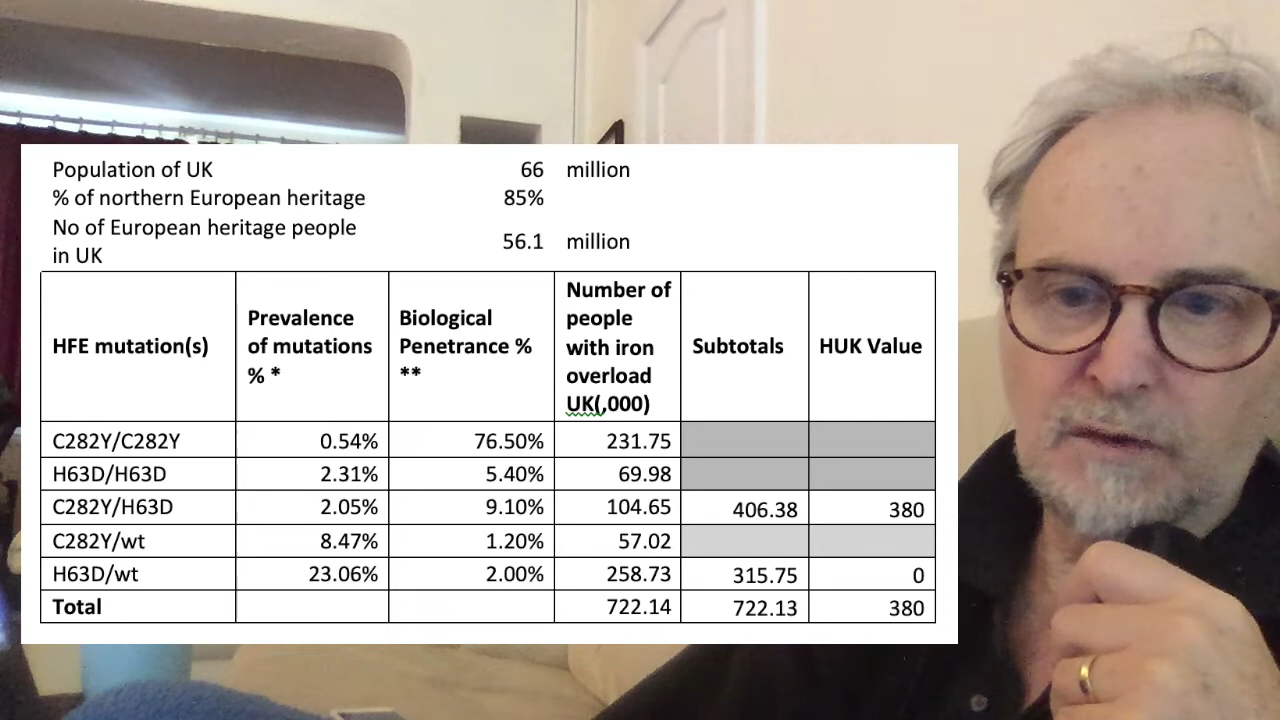 Population of UK 66 million
% of northern European heritage 85%
No of European heritage people
in UK 56.1 million
HFE mutation(s) Prevalence of mutations % * Biological Penetrance % ** Number of people with iron overload UK(,000) Subtotals HUK Value
C282Y/C282Y 0.54% 76.50% 231.75
H63D/H63D 2.31% 5.40% 69.98
C282Y/H63D 2.05% 9.10% 104.65 406.38 380
C282Y/wt 8.47% 1.20% 57.02
H63D/wt 23.06% 2.00% 258.73 315.75 0
Total 722.14 722.13 380